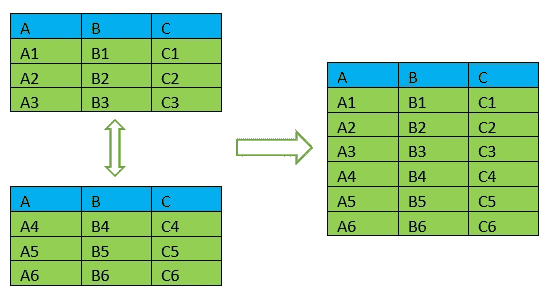 A B C
A1 B1 C1
A2 B2 C2
A3 B3 C3
A B C
A4 B4 C4
A5 B5 C5
A6 B6 C6
A B C
A1 B1 C1
A2 B2 C2
A3 B3 C3
A4 B4 C4
A5 B5 C5
A6 B6 C6